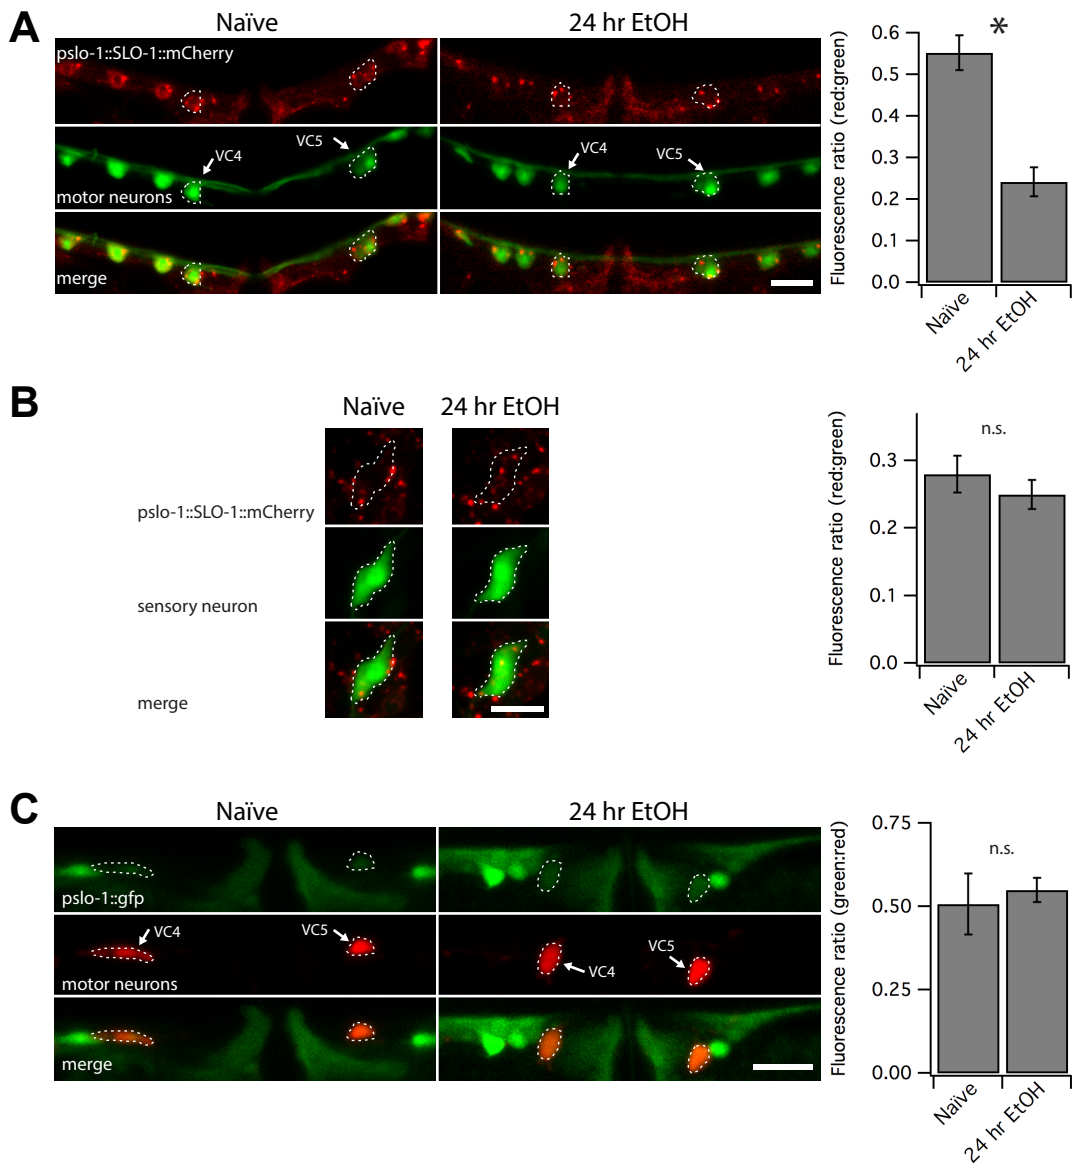 A
Naïve
24 hr EtOH
pslo-1::SLO-1::mCherry
VC4
VC5
VC4
VC5
motor neurons
merge
Fluorescence ratio (red:green)
0.6
0.5
0.4
0.3
0.2
0.1
0.0
*
Naïve
24 hr EtOH
B
Naïve
24 hr EtOH
pslo-1::SLO-1::mCherry
sensory neuron
merge
Fluorescence ratio (red:green)
0.3
0.2
0.1
0.0
n.s.
Naïve
24 hr EtOH
C
Naïve
24 hr EtOH
pslo-1::gfp
VC4
VC5
VC4
VC5
motor neurons
merge
Fluorescence ratio (green:red)
0.75
0.50
0.25
0.00
n.s.
Naïve
24 hr EtOH